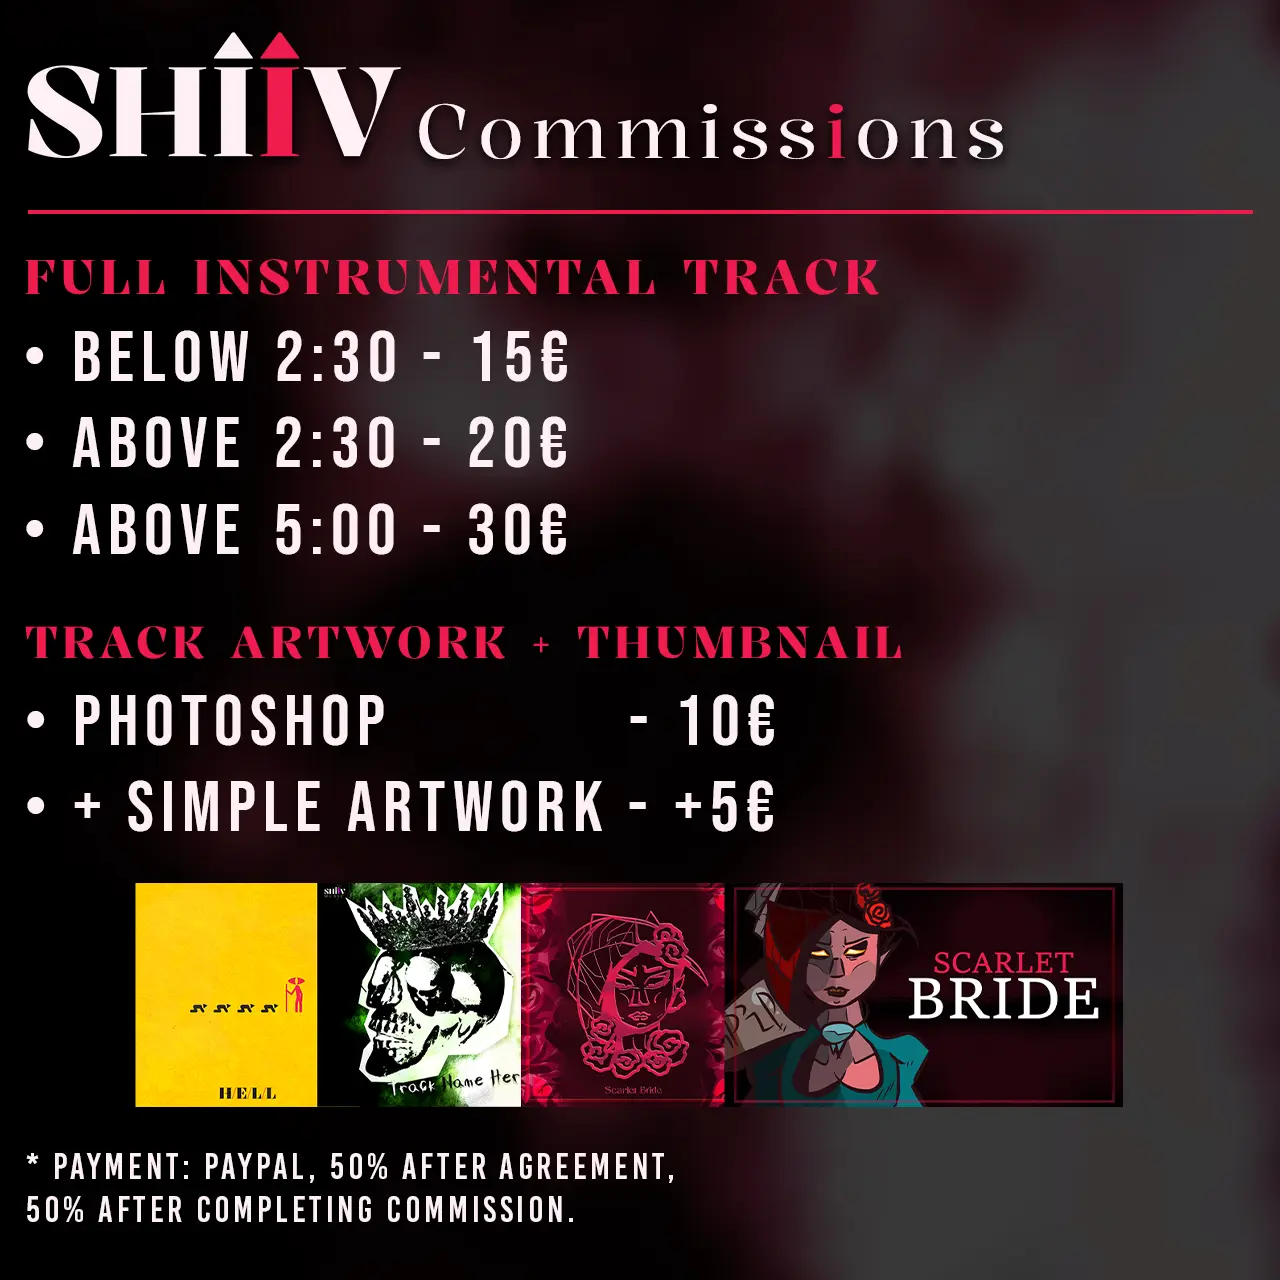 SHiiV Commissions
FULL INSTRUMENTAL TRACK
• BELOW 2:30 - 15€
• ABOVE 2:30 - 20€
• ABOVE 5:00 - 30€
TRACK ARTWORK + THUMBNAIL
• PHOTOSHOP - 10€
• + SIMPLE ARTWORK - +5€
H/E/L/L
SHiiV
Track Name Her
Scarlet Bride
SCARLET
BRIDE
* PAYMENT: PAYPAL, 50% AFTER AGREEMENT,
50% AFTER COMPLETING COMMISSION.